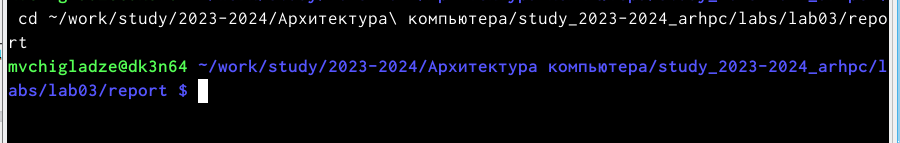 cd ~/work/study/2023-2024/Архитектура\ компьютера/study_2023-2024_arhpc/labs/lab03/repo
rt
mvchigladze@dk3n64 ~/work/study/2023-2024/Архитектура компьютера/study_2023-2024_arhpc/l
abs/lab03/report $